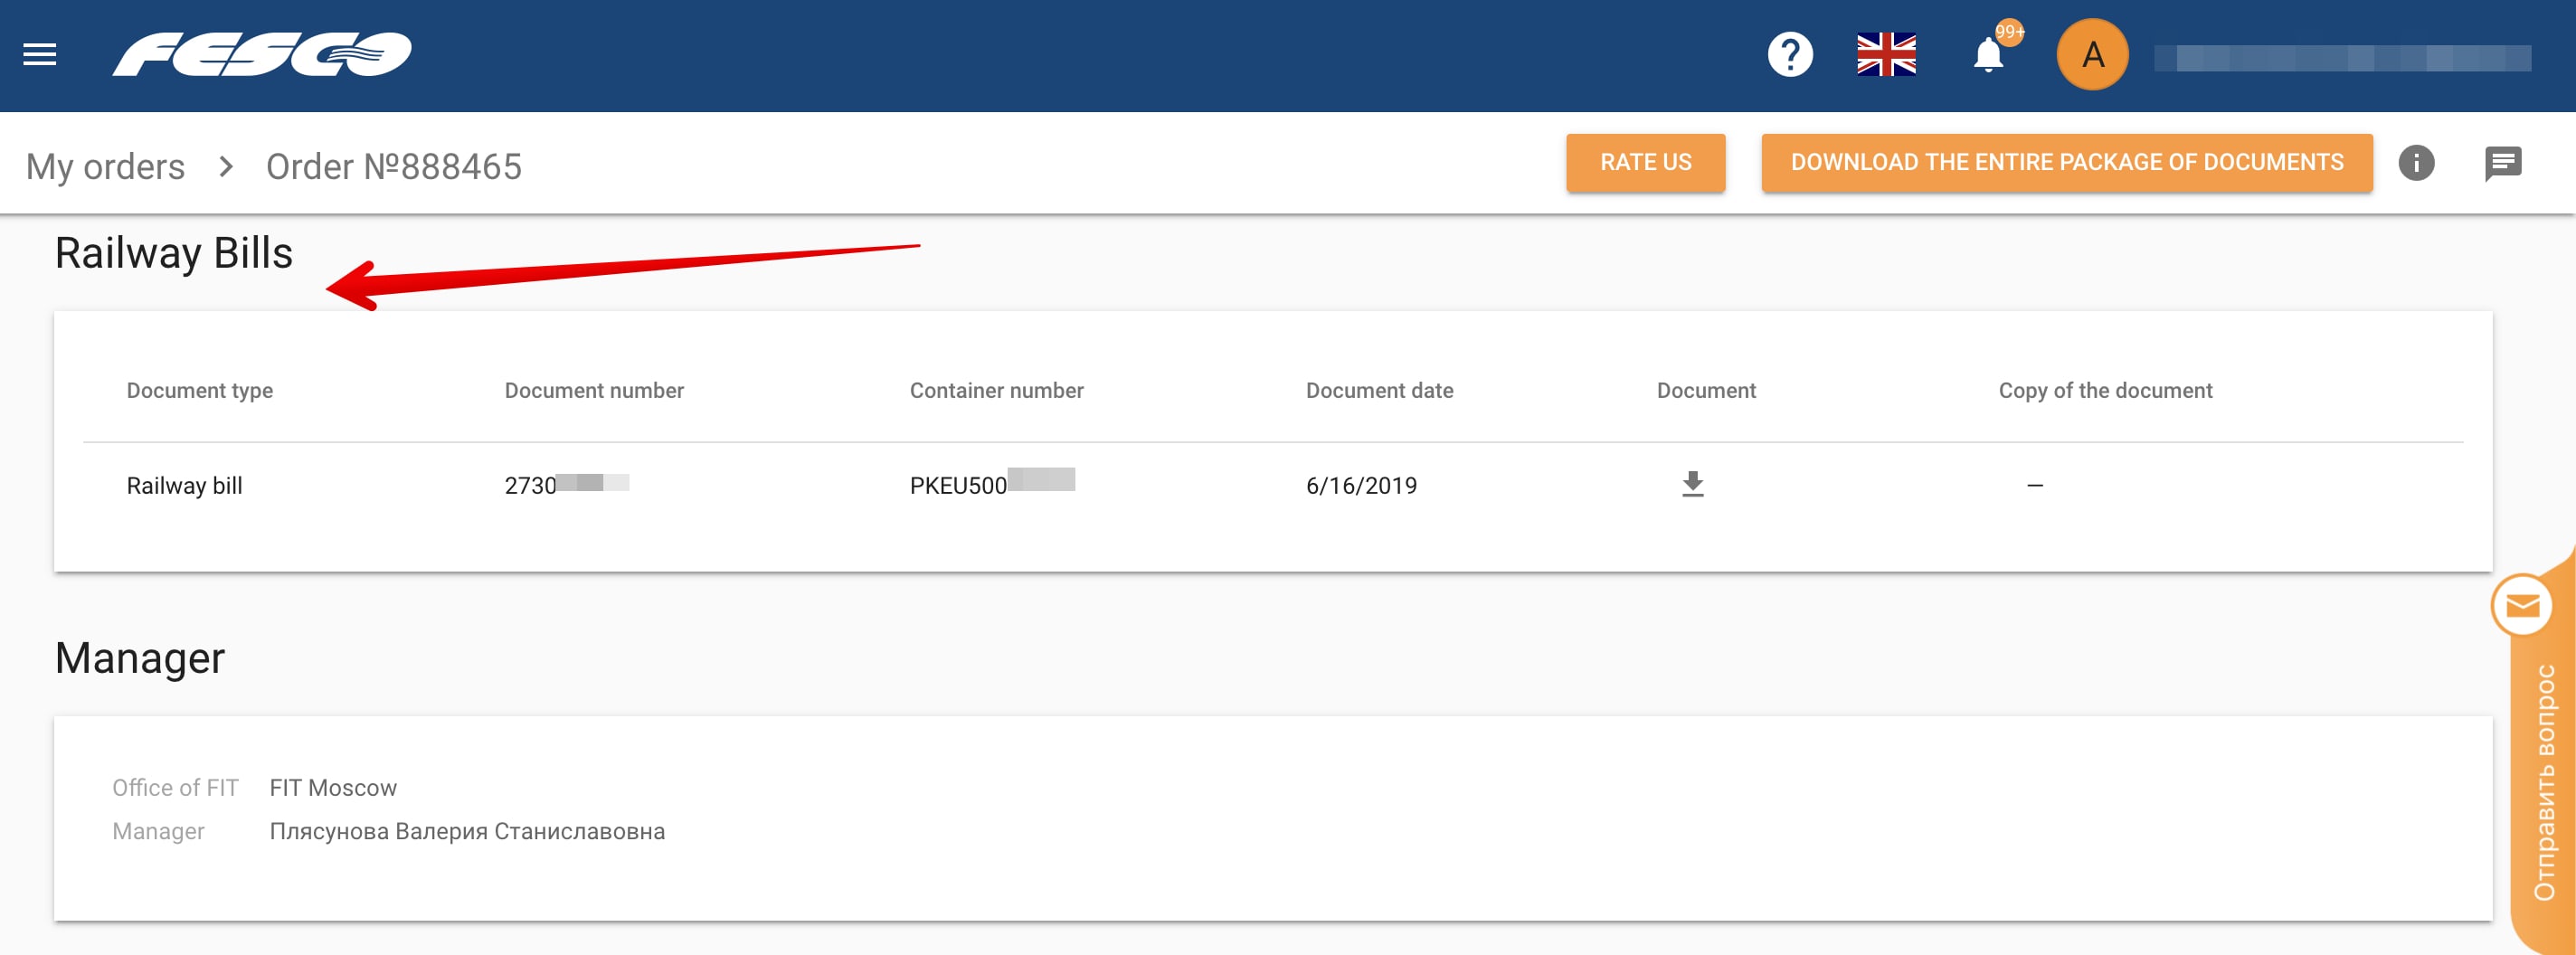 FESCO
99+
A
My orders > Order №888465
RATE US
DOWNLOAD THE ENTIRE PACKAGE OF DOCUMENTS
Railway Bills
Document type Document number Container number Document date Document Copy of the document
Railway bill 2730 PKEU500 6/16/2019 —
Manager
Office of FIT FIT Moscow
Manager Плясунова Валерия Станиславовна
Отправить вопрос